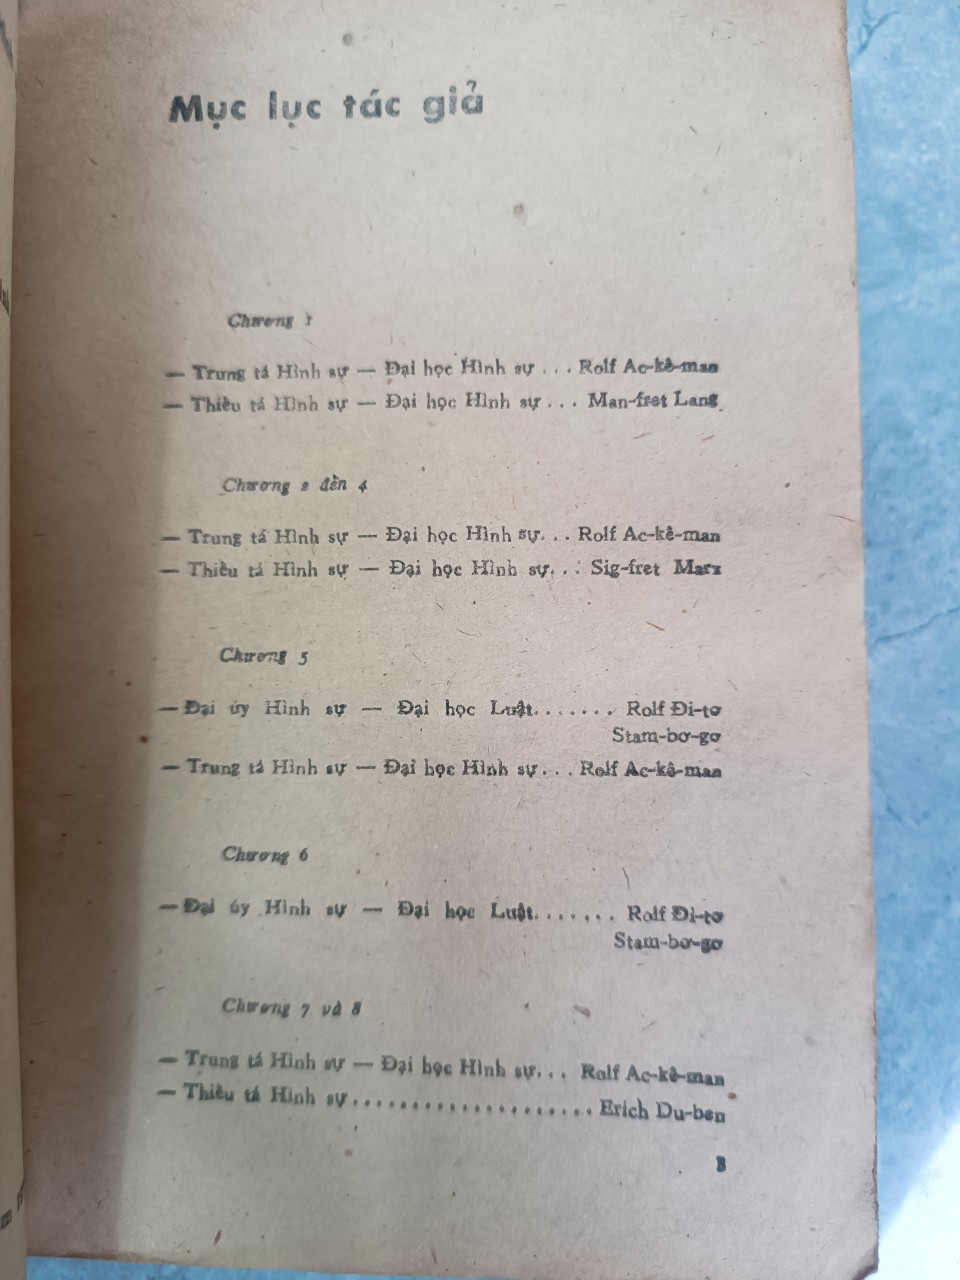 Mục lục tác giả
Chương 1
— Trung tá Hình sự — Đại học Hình sự ... Rolf Ac-kê-man
— Thiếu tá Hình sự — Đại học Hình sự ... Man-fret Lang
Chương 2 đến 4
— Trung tá Hình sự — Đại học Hình sự... Rolf Ac-kê-man
— Thiếu tá Hình sự — Đại học Hình sự... Sig-fret Marx
Chương 5
— Đại úy Hình sự — Đại học Luật....... Rolf Đi-tơ
Stam-bơ-gơ
— Trung tá Hình sự — Đại học Hình sự... Rolf Ac-kê-man
Chương 6
— Đại úy Hình sự — Đại học Luật....... Rolf Đi-tơ
Stam-bơ-gơ
Chương 7 và 8
— Trung tá Hình sự — Đại học Hình sự... Rolf Ac-kê-man
— Thiếu tá Hình sự..................... Erich Du-ben
3